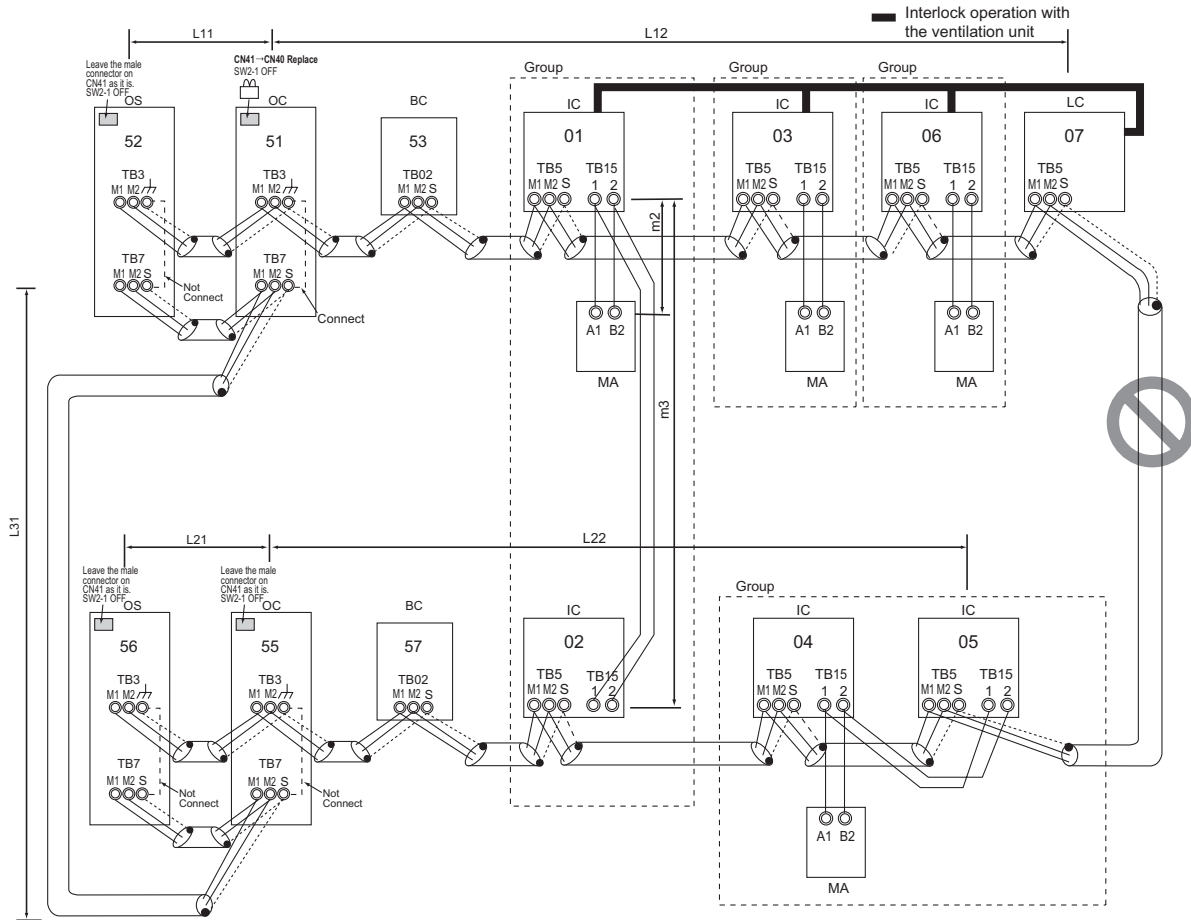 Interlock operation with
the ventilation unit
L11
L12
Leave the male
connector on
CN41 as it is.
SW2-1 OFF
CN41→CN40 Replace
SW2-1 OFF
Group
Group
Group
OS
OC
BC
IC
IC
IC
LC
52
51
53
01
03
06
07
TB3
TB3
TB02
TB5
TB15
TB5
TB15
TB5
TB15
TB5
M1 M2
M1 M2
M1 M2 S
M1 M2 S
1 2
M1 M2 S
1 2
M1 M2 S
1 2
M1 M2 S
m2
TB7
TB7
M1 M2 S
M1 M2 S
Not
Connect
Connect
A1 B2
A1 B2
A1 B2
MA
MA
MA
m3
L31
L21
L22
Leave the male
connector on
CN41 as it is.
SW2-1 OFF
Leave the male
connector on
CN41 as it is.
SW2-1 OFF
Group
OS
OC
BC
IC
IC
IC
56
55
57
02
04
05
TB3
TB3
TB02
TB5
TB15
TB5
TB15
TB5
TB15
M1 M2
M1 M2
M1 M2 S
M1 M2 S
1 2
M1 M2 S
1 2
M1 M2 S
1 2
TB7
TB7
M1 M2 S
M1 M2 S
Not
Connect
Not
Connect
A1 B2
MA